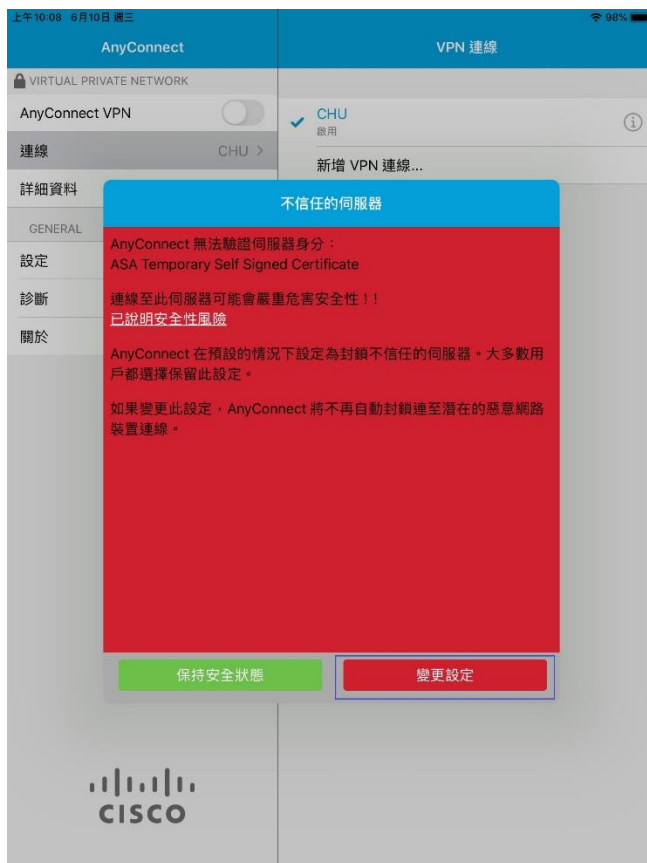 上午10:08 6月10日 週三
98%
AnyConnect
VPN 連線
VIRTUAL PRIVATE NETWORK
AnyConnect VPN
CHU
啟用
連線
CHU >
新增 VPN 連線...
詳細資料
不信任的伺服器
GENERAL
設定
診斷
關於
AnyConnect 無法驗證伺服器身分：
ASA Temporary Self Signed Certificate
連線至此伺服器可能會嚴重危害安全性！!
已說明安全性風險
AnyConnect 在預設的情況下設定為封鎖不信任的伺服器。大多數用
戶都選擇保留此設定。
如果變更此設定，AnyConnect 將不再自動封鎖連至潛在的惡意網路
裝置連線。
保持安全狀態
變更設定
CISCO